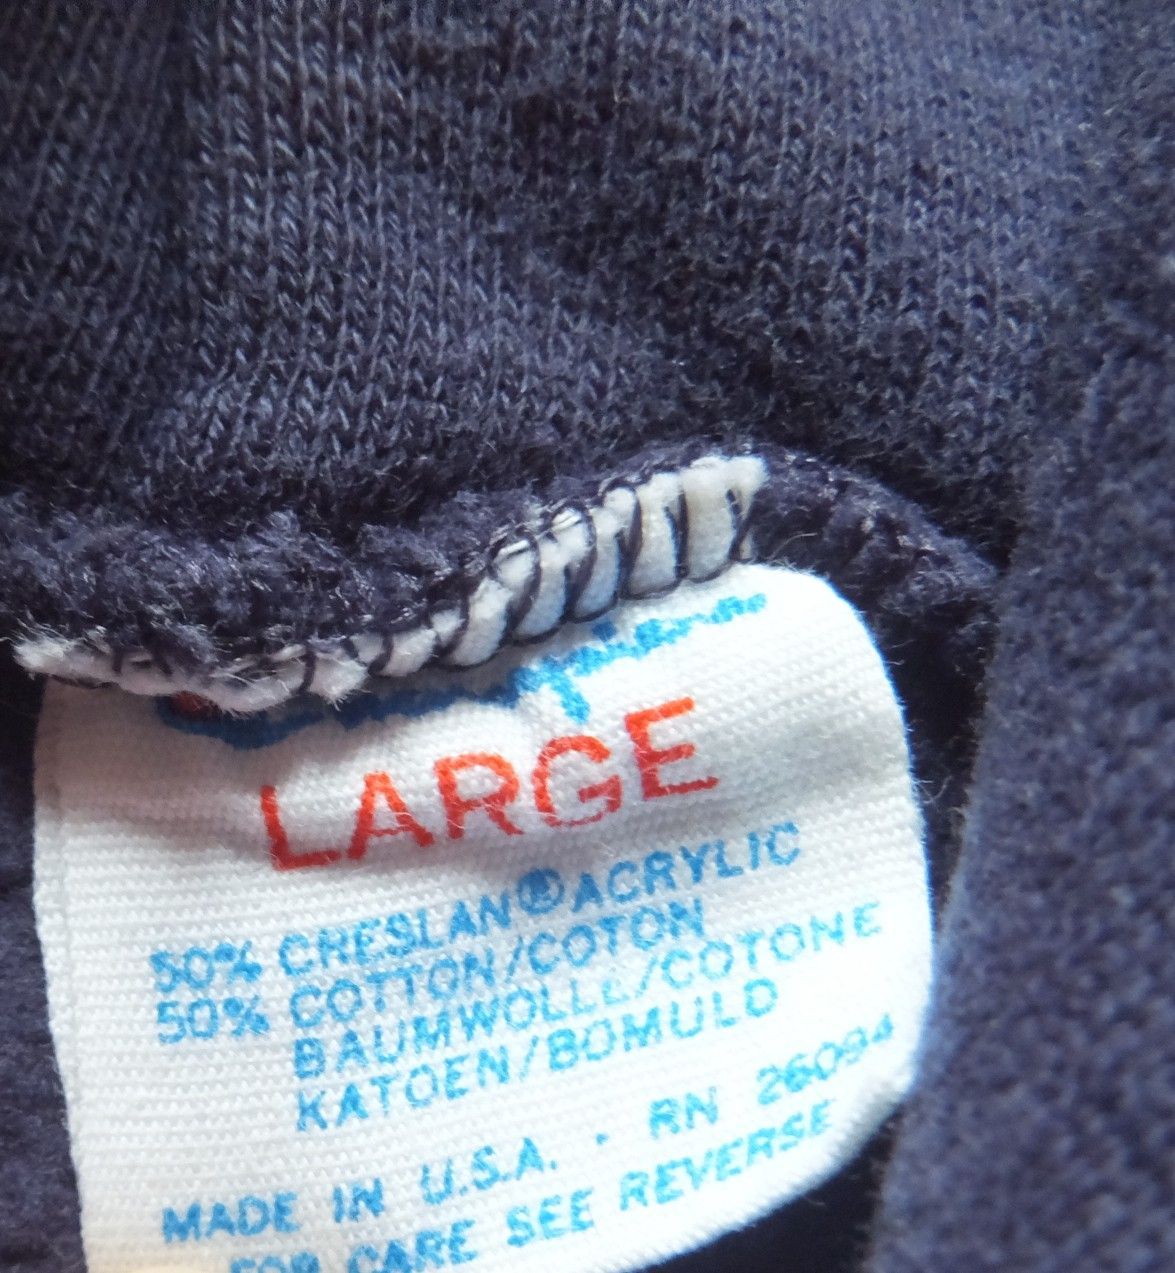 LARGE
50% CRESLAN® ACRYLIC
50% COTTON/COTON
BAUMWOLLE/COTONE
KATOEN/BOMULD
MADE IN U.S.A. · RN 26094
FOR CARE SEE REVERSE